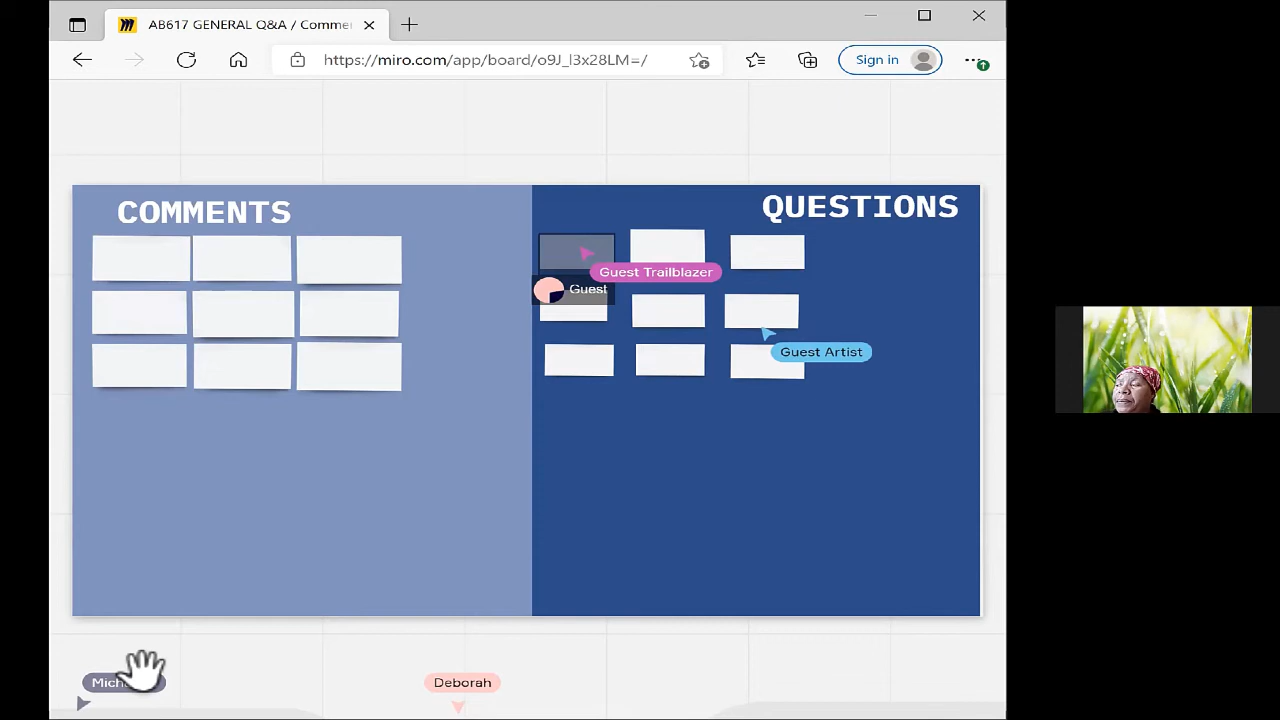 AB617 GENERAL Q&A / Comme
https://miro.com/app/board/o9J_l3x28LM=/
Sign in
COMMENTS
QUESTIONS
Guest Trailblazer
Guest
Guest Artist
Deborah